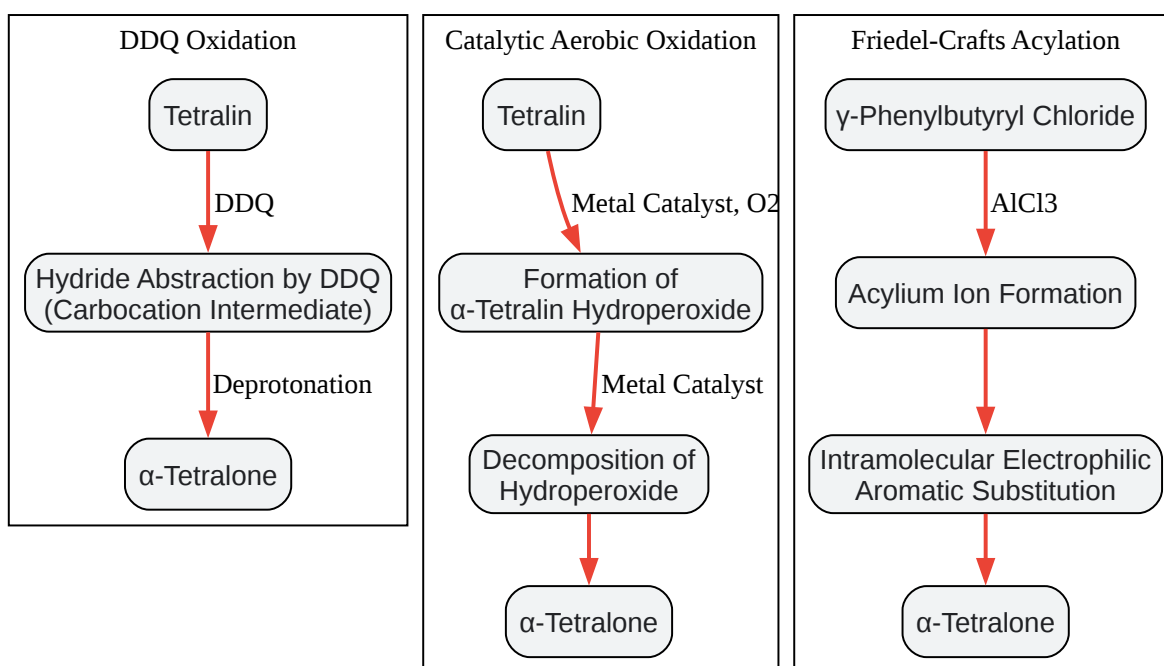 DDQ Oxidation
Tetralin
DDQ
Hydride Abstraction by DDQ
(Carbocation Intermediate)
Deprotonation
α-Tetralone
Catalytic Aerobic Oxidation
Tetralin
Metal Catalyst, O2
Formation of
α-Tetralin Hydroperoxide
Metal Catalyst
Decomposition of
Hydroperoxide
α-Tetralone
Friedel-Crafts Acylation
γ-Phenylbutyryl Chloride
AlCl3
Acylium Ion Formation
Intramolecular Electrophilic
Aromatic Substitution
α-Tetralone